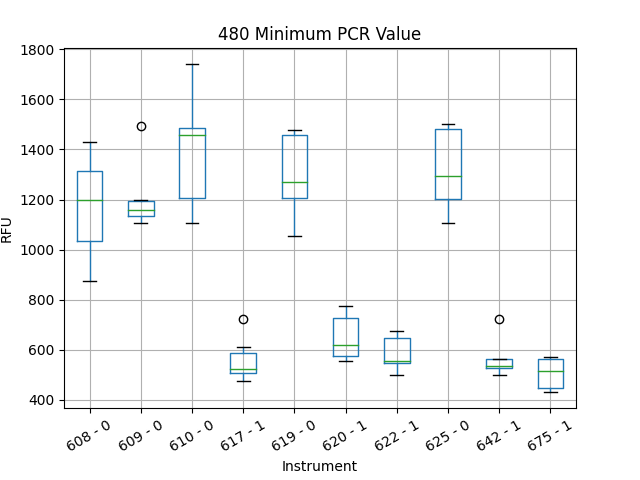 480 Minimum PCR Value
1800
1600
1400
1200
1000
800
600
400
RFU
608 - 0
609 - 0
610 - 0
617 - 1
619 - 0
620 - 1
622 - 1
625 - 0
642 - 1
675 - 1
Instrument